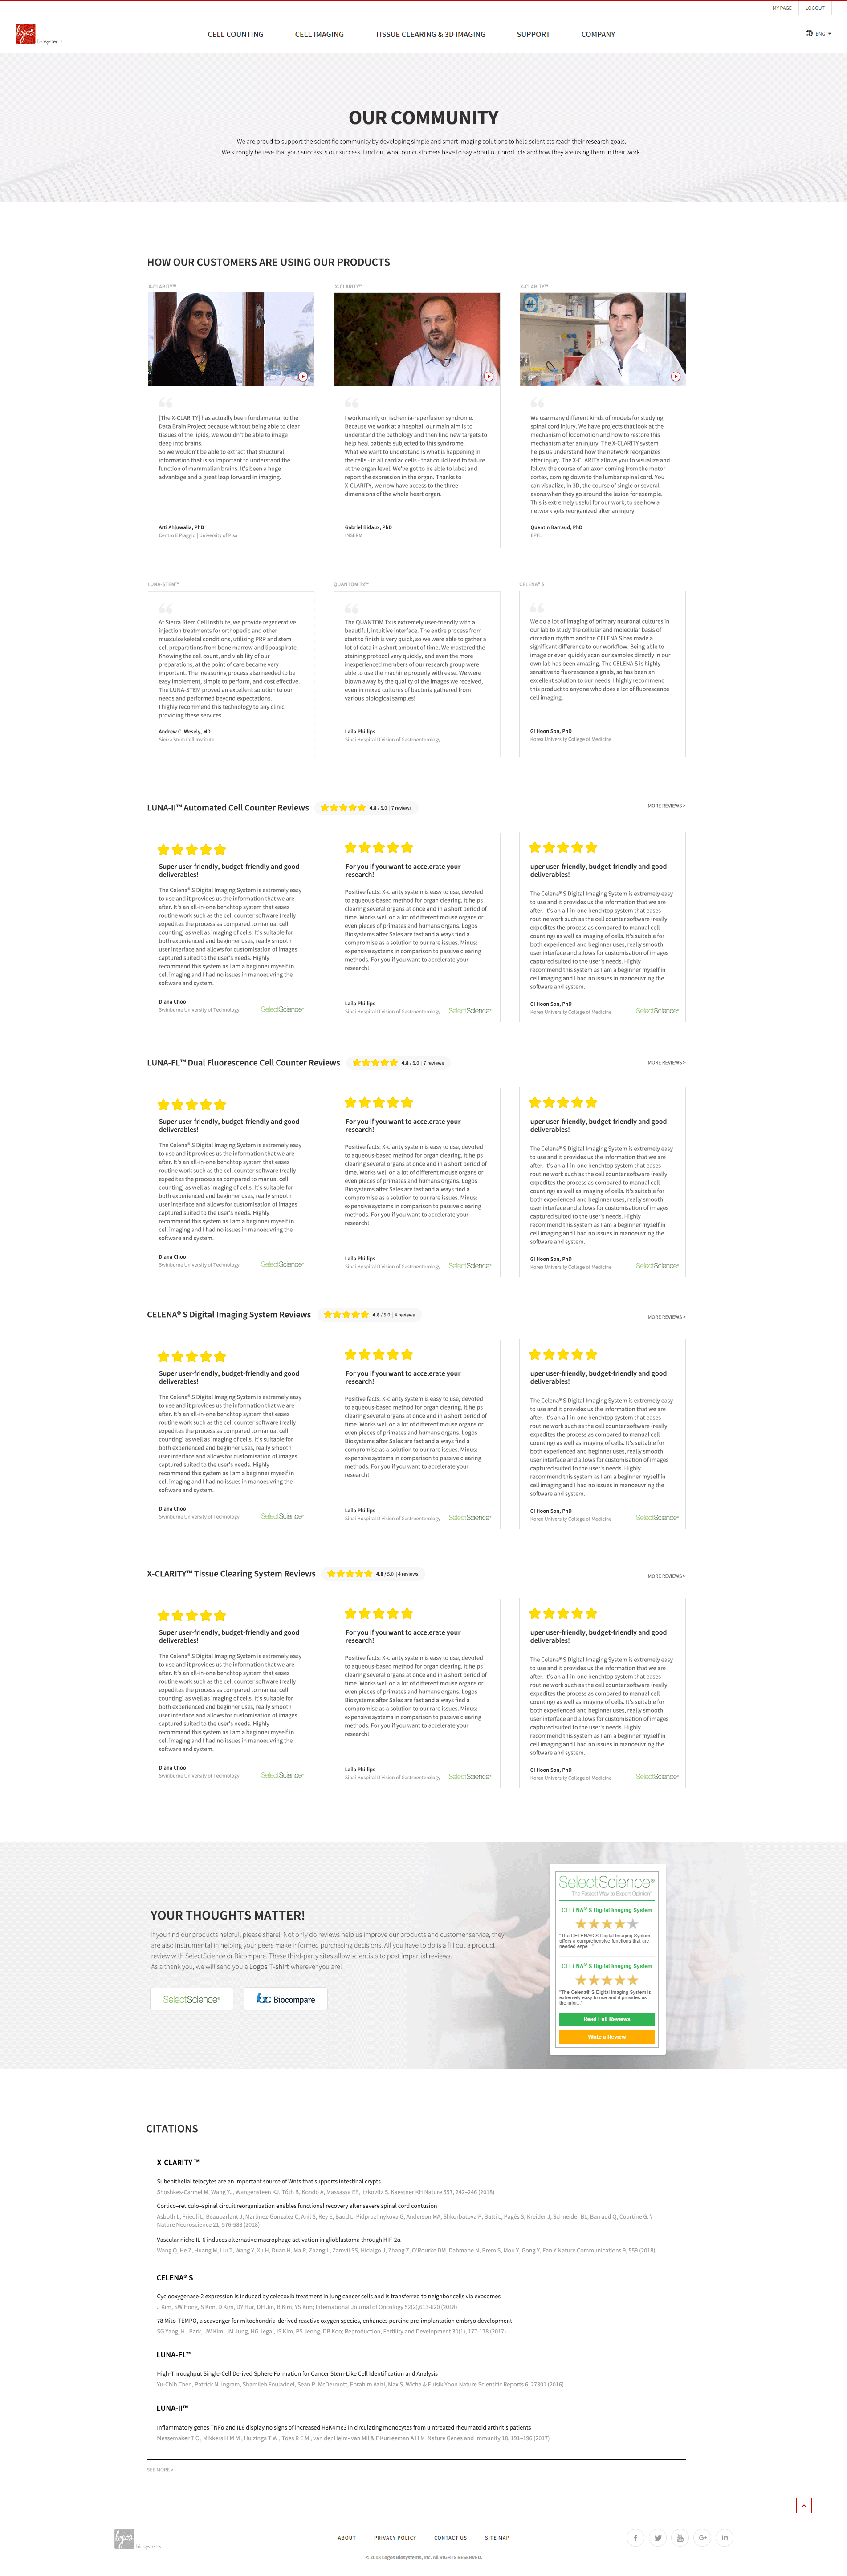 MY PAGE
LOGOUT
logos biosystems
CELL COUNTING
CELL IMAGING
TISSUE CLEARING & 3D IMAGING
SUPPORT
COMPANY
ENG
OUR COMMUNITY
We are proud to support the scientific community by developing simple and smart imaging solutions to help scientists reach their research goals.
We strongly believe that your success is our success. Find out what our customers have to say about our products and how they are using them in their work.
HOW OUR CUSTOMERS ARE USING OUR PRODUCTS
X-CLARITY™
[The X-CLARITY] has actually been fundamental to the
Data Brain Project because without being able to clear
tissues of the lipids, we wouldn't be able to image
deep into brains.
So we wouldn't be able to extract that structural
information that is so important to understand the
function of mammalian brains. It's been a huge
advantage and a great leap forward in imaging.
Arti Ahluwalia, PhD
Centro E Piaggio | University of Pisa
X-CLARITY™
I work mainly on ischemia-reperfusion syndrome.
Because we work at a hospital, our main aim is to
understand the pathology and then find new targets to
help heal patients subjected to this syndrome.
What we want to understand is what is happening in
the cells - in all cardiac cells - that could lead to failure
at the organ level. We've got to be able to label and
report the expression in the organ. Thanks to
X-CLARITY, we now have access to the three
dimensions of the whole heart organ.
Gabriel Bidaux, PhD
INSERM
X-CLARITY™
We use many different kinds of models for studying
spinal cord injury. We have projects that look at the
mechanism of locomotion and how to restore this
mechanism after an injury. The X-CLARITY system
helps us understand how the network reorganizes
after injury. The X-CLARITY allows you to visualize and
follow the course of an axon coming from the motor
cortex, coming down to the lumbar spinal cord. You
can visualize, in 3D, the course of single or several
axons when they go around the lesion for example.
This is extremely useful for our work, to see how a
network gets reorganized after an injury.
Quentin Barraud, PhD
EPFL
LUNA-STEM™
At Sierra Stem Cell Institute, we provide regenerative
injection treatments for orthopedic and other
musculoskeletal conditions, utilizing PRP and stem
cell preparations from bone marrow and lipoaspirate.
Knowing the cell count, and viability of our
preparations, at the point of care became very
important. The measuring process also needed to be
easy implement, simple to perform, and cost effective.
The LUNA-STEM proved an excellent solution to our
needs and performed beyond expectations.
I highly recommend this technology to any clinic
providing these services.
Andrew C. Wesely, MD
Sierra Stem Cell Institute
QUANTOM Tx™
The QUANTOM Tx is extremely user-friendly with a
beautiful, intuitive interface. The entire process from
start to finish is very quick, so we were able to gather a
lot of data in a short amount of time. We mastered the
staining protocol very quickly, and even the more
inexperienced members of our research group were
able to use the machine properly with ease. We were
blown away by the quality of the images we received,
even in mixed cultures of bacteria gathered from
various biological samples!
Laila Phillips
Sinai Hospital Division of Gastroenterology
CELENA® S
We do a lot of imaging of primary neuronal cultures in
our lab to study the cellular and molecular basis of
circadian rhythm and the CELENA S has made a
significant difference to our workflow. Being able to
image or even quickly scan our samples directly in our
own lab has been amazing. The CELENA S is highly
sensitive to fluorescence signals, so has been an
excellent solution to our needs. I highly recommend
this product to anyone who does a lot of fluorescence
cell imaging.
Gi Hoon Son, PhD
Korea University College of Medicine
LUNA-II™ Automated Cell Counter Reviews
4.8 / 5.0 | 7 reviews
MORE REVIEWS >
Super user-friendly, budget-friendly and good
deliverables!
The Celena® S Digital Imaging System is extremely easy
to use and it provides us the information that we are
after. It's an all-in-one benchtop system that eases
routine work such as the cell counter software (really
expedites the process as compared to manual cell
counting) as well as imaging of cells. It's suitable for
both experienced and beginner uses, really smooth
user interface and allows for customisation of images
captured suited to the user's needs. Highly
recommend this system as I am a beginner myself in
cell imaging and I had no issues in manoeuvring the
software and system.
Diana Choo
Swinburne University of Technology
SelectScience®
For you if you want to accelerate your
research!
Positive facts: X-clarity system is easy to use, devoted
to aqueous-based method for organ clearing. It helps
clearing several organs at once and in a short period of
time. Works well on a lot of different mouse organs or
even pieces of primates and humans organs. Logos
Biosystems after Sales are fast and always find a
compromise as a solution to our rare issues. Minus:
expensive systems in comparison to passive clearing
methods. For you if you want to accelerate your
research!
Laila Phillips
Sinai Hospital Division of Gastroenterology
SelectScience®
uper user-friendly, budget-friendly and good
deliverables!
The Celena® S Digital Imaging System is extremely easy
to use and it provides us the information that we are
after. It's an all-in-one benchtop system that eases
routine work such as the cell counter software (really
expedites the process as compared to manual cell
counting) as well as imaging of cells. It's suitable for
both experienced and beginner uses, really smooth
user interface and allows for customisation of images
captured suited to the user's needs. Highly
recommend this system as I am a beginner myself in
cell imaging and I had no issues in manoeuvring the
software and system.
Gi Hoon Son, PhD
Korea University College of Medicine
SelectScience®
LUNA-FL™ Dual Fluorescence Cell Counter Reviews
4.8 / 5.0 | 7 reviews
MORE REVIEWS >
Super user-friendly, budget-friendly and good
deliverables!
The Celena® S Digital Imaging System is extremely easy
to use and it provides us the information that we are
after. It's an all-in-one benchtop system that eases
routine work such as the cell counter software (really
expedites the process as compared to manual cell
counting) as well as imaging of cells. It's suitable for
both experienced and beginner uses, really smooth
user interface and allows for customisation of images
captured suited to the user's needs. Highly
recommend this system as I am a beginner myself in
cell imaging and I had no issues in manoeuvring the
software and system.
Diana Choo
Swinburne University of Technology
SelectScience®
For you if you want to accelerate your
research!
Positive facts: X-clarity system is easy to use, devoted
to aqueous-based method for organ clearing. It helps
clearing several organs at once and in a short period of
time. Works well on a lot of different mouse organs or
even pieces of primates and humans organs. Logos
Biosystems after Sales are fast and always find a
compromise as a solution to our rare issues. Minus:
expensive systems in comparison to passive clearing
methods. For you if you want to accelerate your
research!
Laila Phillips
Sinai Hospital Division of Gastroenterology
SelectScience®
uper user-friendly, budget-friendly and good
deliverables!
The Celena® S Digital Imaging System is extremely easy
to use and it provides us the information that we are
after. It's an all-in-one benchtop system that eases
routine work such as the cell counter software (really
expedites the process as compared to manual cell
counting) as well as imaging of cells. It's suitable for
both experienced and beginner uses, really smooth
user interface and allows for customisation of images
captured suited to the user's needs. Highly
recommend this system as I am a beginner myself in
cell imaging and I had no issues in manoeuvring the
software and system.
Gi Hoon Son, PhD
Korea University College of Medicine
SelectScience®
CELENA® S Digital Imaging System Reviews
4.8 / 5.0 | 4 reviews
MORE REVIEWS >
Super user-friendly, budget-friendly and good
deliverables!
The Celena® S Digital Imaging System is extremely easy
to use and it provides us the information that we are
after. It's an all-in-one benchtop system that eases
routine work such as the cell counter software (really
expedites the process as compared to manual cell
counting) as well as imaging of cells. It's suitable for
both experienced and beginner uses, really smooth
user interface and allows for customisation of images
captured suited to the user's needs. Highly
recommend this system as I am a beginner myself in
cell imaging and I had no issues in manoeuvring the
software and system.
Diana Choo
Swinburne University of Technology
SelectScience®
For you if you want to accelerate your
research!
Positive facts: X-clarity system is easy to use, devoted
to aqueous-based method for organ clearing. It helps
clearing several organs at once and in a short period of
time. Works well on a lot of different mouse organs or
even pieces of primates and humans organs. Logos
Biosystems after Sales are fast and always find a
compromise as a solution to our rare issues. Minus:
expensive systems in comparison to passive clearing
methods. For you if you want to accelerate your
research!
Laila Phillips
Sinai Hospital Division of Gastroenterology
SelectScience®
uper user-friendly, budget-friendly and good
deliverables!
The Celena® S Digital Imaging System is extremely easy
to use and it provides us the information that we are
after. It's an all-in-one benchtop system that eases
routine work such as the cell counter software (really
expedites the process as compared to manual cell
counting) as well as imaging of cells. It's suitable for
both experienced and beginner uses, really smooth
user interface and allows for customisation of images
captured suited to the user's needs. Highly
recommend this system as I am a beginner myself in
cell imaging and I had no issues in manoeuvring the
software and system.
Gi Hoon Son, PhD
Korea University College of Medicine
SelectScience®
X-CLARITY™ Tissue Clearing System Reviews
4.8 / 5.0 | 4 reviews
MORE REVIEWS >
Super user-friendly, budget-friendly and good
deliverables!
The Celena® S Digital Imaging System is extremely easy
to use and it provides us the information that we are
after. It's an all-in-one benchtop system that eases
routine work such as the cell counter software (really
expedites the process as compared to manual cell
counting) as well as imaging of cells. It's suitable for
both experienced and beginner uses, really smooth
user interface and allows for customisation of images
captured suited to the user's needs. Highly
recommend this system as I am a beginner myself in
cell imaging and I had no issues in manoeuvring the
software and system.
Diana Choo
Swinburne University of Technology
SelectScience®
For you if you want to accelerate your
research!
Positive facts: X-clarity system is easy to use, devoted
to aqueous-based method for organ clearing. It helps
clearing several organs at once and in a short period of
time. Works well on a lot of different mouse organs or
even pieces of primates and humans organs. Logos
Biosystems after Sales are fast and always find a
compromise as a solution to our rare issues. Minus:
expensive systems in comparison to passive clearing
methods. For you if you want to accelerate your
research!
Laila Phillips
Sinai Hospital Division of Gastroenterology
SelectScience®
uper user-friendly, budget-friendly and good
deliverables!
The Celena® S Digital Imaging System is extremely easy
to use and it provides us the information that we are
after. It's an all-in-one benchtop system that eases
routine work such as the cell counter software (really
expedites the process as compared to manual cell
counting) as well as imaging of cells. It's suitable for
both experienced and beginner uses, really smooth
user interface and allows for customisation of images
captured suited to the user's needs. Highly
recommend this system as I am a beginner myself in
cell imaging and I had no issues in manoeuvring the
software and system.
Gi Hoon Son, PhD
Korea University College of Medicine
SelectScience®
YOUR THOUGHTS MATTER!
If you find our products helpful, please share! Not only do reviews help us improve our products and customer service, they
are also instrumental in helping your peers make informed purchasing decisions. All you have to do is a fill out a product
review with SelectScience or Biocompare. These third-party sites allow scientists to post impartial reviews.
As a thank you, we will send you a Logos T-shirt wherever you are!
SelectScience®
Biocompare
SelectScience®
The Fastest Way to Expert Opinion™
CELENA® S Digital Imaging System
"The CELENA® S Digital Imaging System
offers a comprehensive functions that are
needed expe..."
CELENA® S Digital Imaging System
"The Celena® S Digital Imaging System is
extremely easy to use and it provides us
the infor..."
Read Full Reviews
Write a Review
CITATIONS
X-CLARITY ™
Subepithelial telocytes are an important source of Wnts that supports intestinal crypts
Shoshkes-Carmel M, Wang YJ, Wangensteen KJ, Tóth B, Kondo A, Massassa EE, Itzkovitz S, Kaestner KH Nature 557, 242–246 (2018)
Cortico–reticulo–spinal circuit reorganization enables functional recovery after severe spinal cord contusion
Asboth L, Friedli L, Beauparlant J, Martinez-Gonzalez C, Anil S, Rey E, Baud L, Pidpruzhnykova G, Anderson MA, Shkorbatova P, Batti L, Pagès S, Kreider J, Schneider BL, Barraud Q, Courtine G. \
Nature Neuroscience 21, 576-588 (2018)
Vascular niche IL-6 induces alternative macrophage activation in glioblastoma through HIF-2α
Wang Q, He Z, Huang M, Liu T, Wang Y, Xu H, Duan H, Ma P, Zhang L, Zamvil SS, Hidalgo J, Zhang Z, O'Rourke DM, Dahmane N, Brem S, Mou Y, Gong Y, Fan Y Nature Communications 9, 559 (2018)
CELENA® S
Cyclooxygenase-2 expression is induced by celecoxib treatment in lung cancer cells and is transferred to neighbor cells via exosomes
J Kim, SW Hong, S Kim, D Kim, DY Hur, DH Jin, B Kim, YS Kim; International Journal of Oncology 52(2),613-620 (2018)
78 Mito-TEMPO, a scavenger for mitochondria-derived reactive oxygen species, enhances porcine pre-implantation embryo development
SG Yang, HJ Park, JW Kim, JM Jung, HG Jegal, IS Kim, PS Jeong, DB Koo; Reproduction, Fertility and Development 30(1), 177-178 (2017)
LUNA-FL™
High-Throughput Single-Cell Derived Sphere Formation for Cancer Stem-Like Cell Identification and Analysis
Yu-Chih Chen, Patrick N. Ingram, Shamileh Fouladdel, Sean P. McDermott, Ebrahim Azizi, Max S. Wicha & Euisik Yoon Nature Scientific Reports 6, 27301 (2016)
LUNA-II™
Inflammatory genes TNFα and IL6 display no signs of increased H3K4me3 in circulating monocytes from u ntreated rheumatoid arthritis patients
Messemaker T C , Mikkers H M M , Huizinga T W , Toes R E M , van der Helm- van Mil & F Kurreeman A H M Nature Genes and Immunity 18, 191–196 (2017)
SEE MORE >
logos biosystems
ABOUT
PRIVACY POLICY
CONTACT US
SITE MAP
© 2018 Logos Biosystems, Inc. All RIGHTS RESERVED.
f
You
G+
in